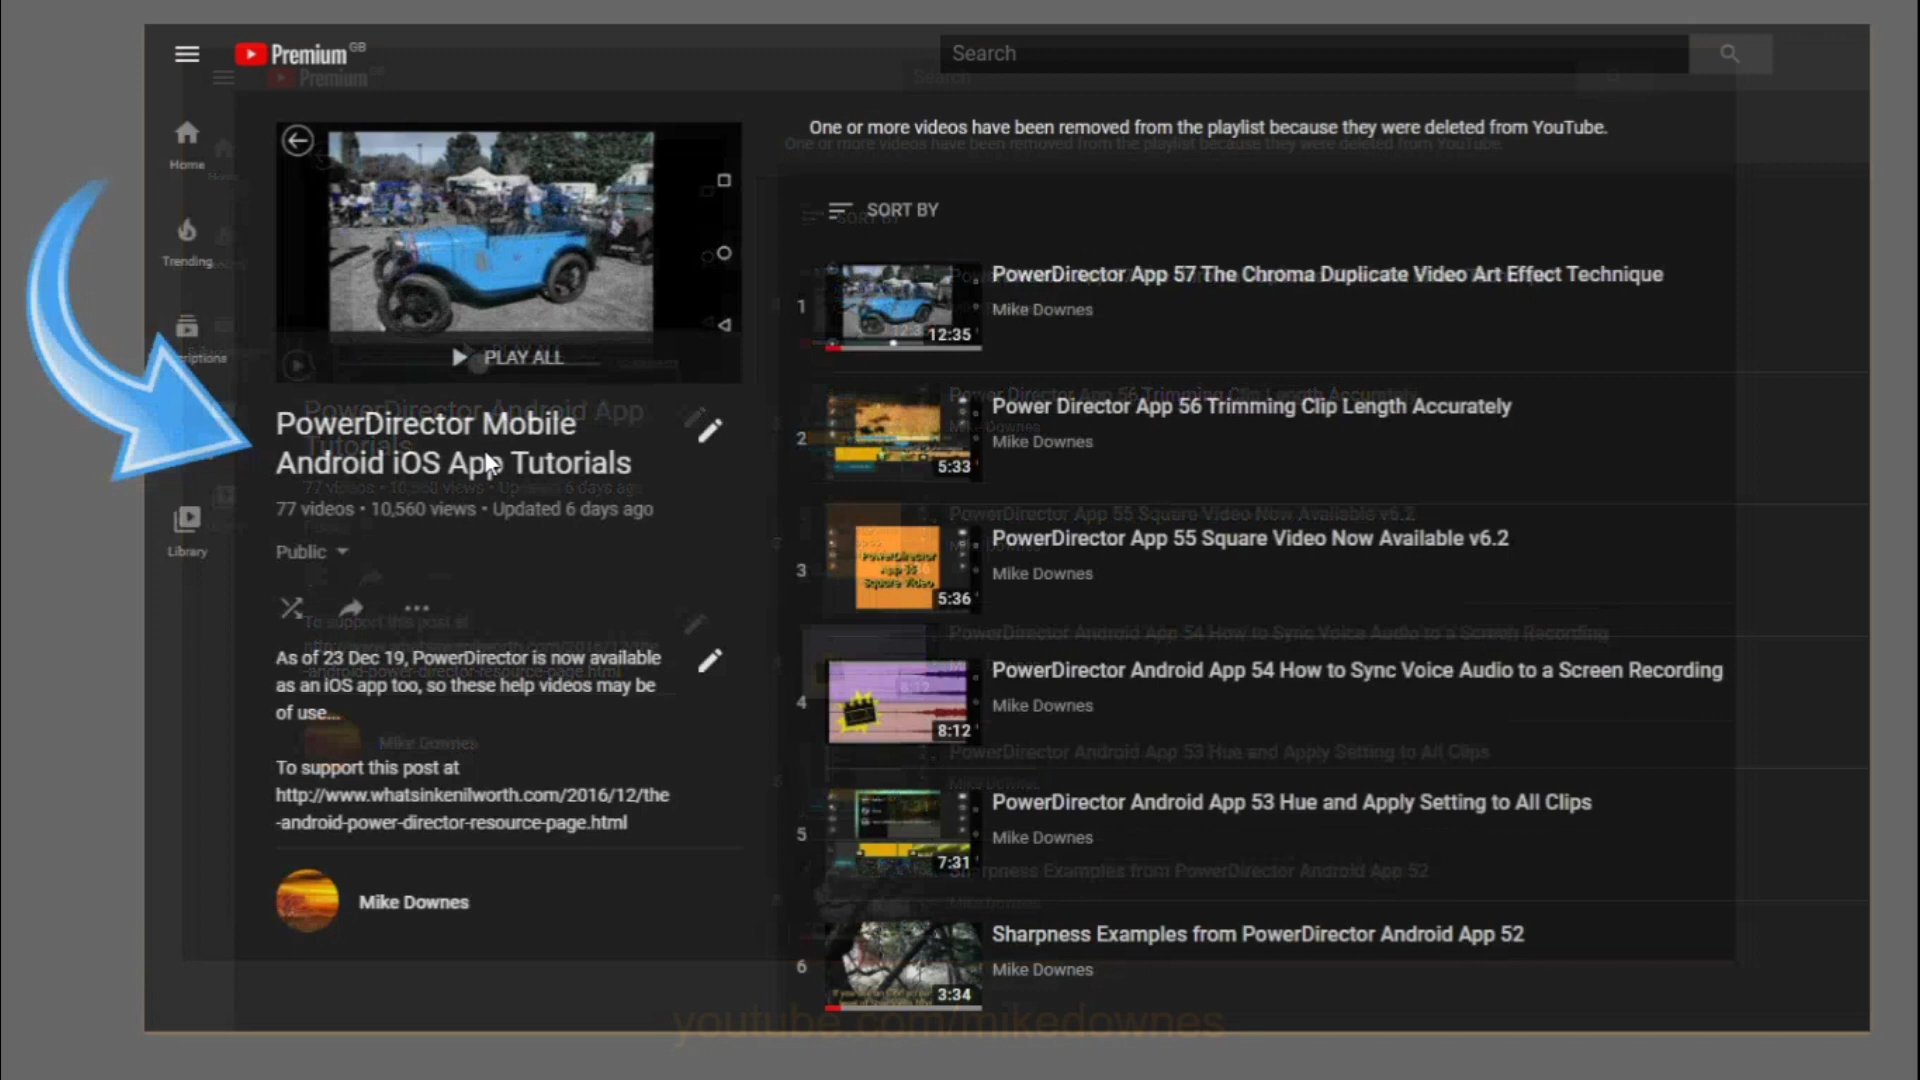 Premium GB
Search
Home
Trending
Library
PLAY ALL
PowerDirector Mobile
Android iOS App Tutorials
77 videos • 10,560 views • Updated 6 days ago
Public
As of 23 Dec 19, PowerDirector is now available
as an iOS app too, so these help videos may be
of use...
To support this post at
http://www.whatsinkenilworth.com/2016/12/the
-android-power-director-resource-page.html
Mike Downes
One or more videos have been removed from the playlist because they were deleted from YouTube.
SORT BY
1
12:35
PowerDirector App 57 The Chroma Duplicate Video Art Effect Technique
Mike Downes
2
5:33
Power Director App 56 Trimming Clip Length Accurately
Mike Downes
3
PowerDirector
App 55
Square Video
5:36
PowerDirector App 55 Square Video Now Available v6.2
Mike Downes
4
8:12
PowerDirector Android App 54 How to Sync Voice Audio to a Screen Recording
Mike Downes
5
7:31
PowerDirector Android App 53 Hue and Apply Setting to All Clips
Mike Downes
6
3:34
Sharpness Examples from PowerDirector Android App 52
Mike Downes
youtube.com/mikedownes